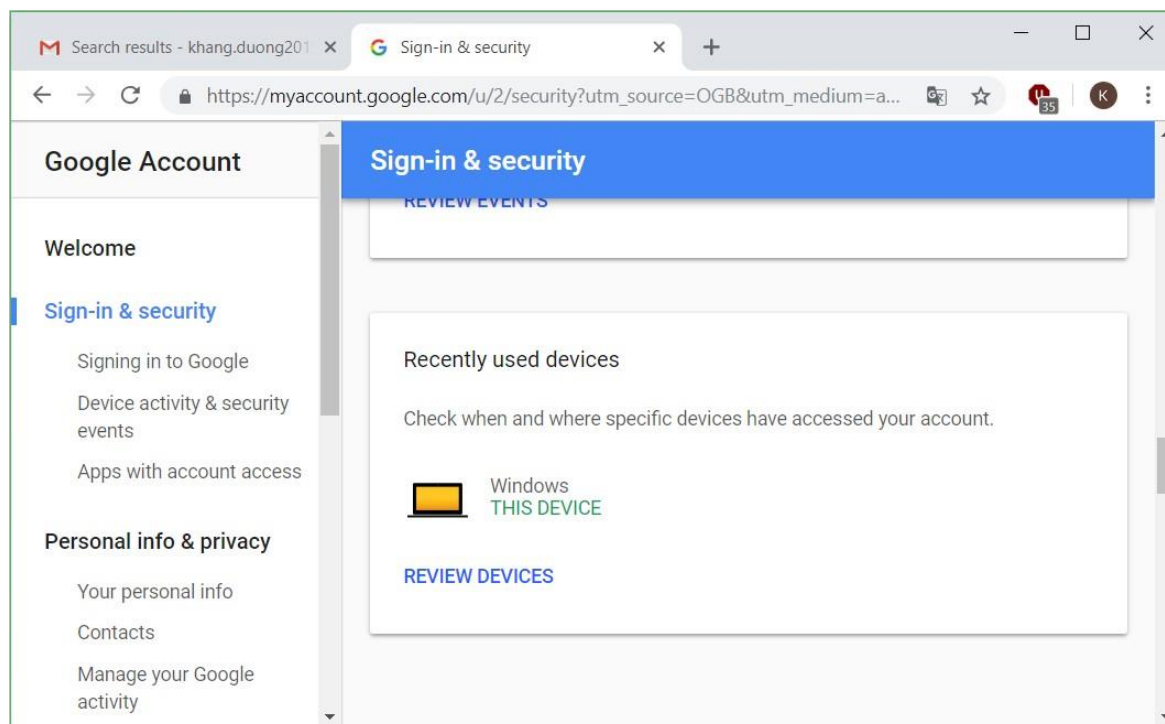 Search results - khang.duong201
Sign-in & security
https://myaccount.google.com/u/2/security?utm_source=OGB&utm_medium=a...
35
K
Google Account
Sign-in & security
REVIEW EVENTS
Welcome
Sign-in & security
Signing in to Google
Device activity & security
events
Apps with account access
Personal info & privacy
Your personal info
Contacts
Manage your Google
activity
Recently used devices
Check when and where specific devices have accessed your account.
Windows
THIS DEVICE
REVIEW DEVICES